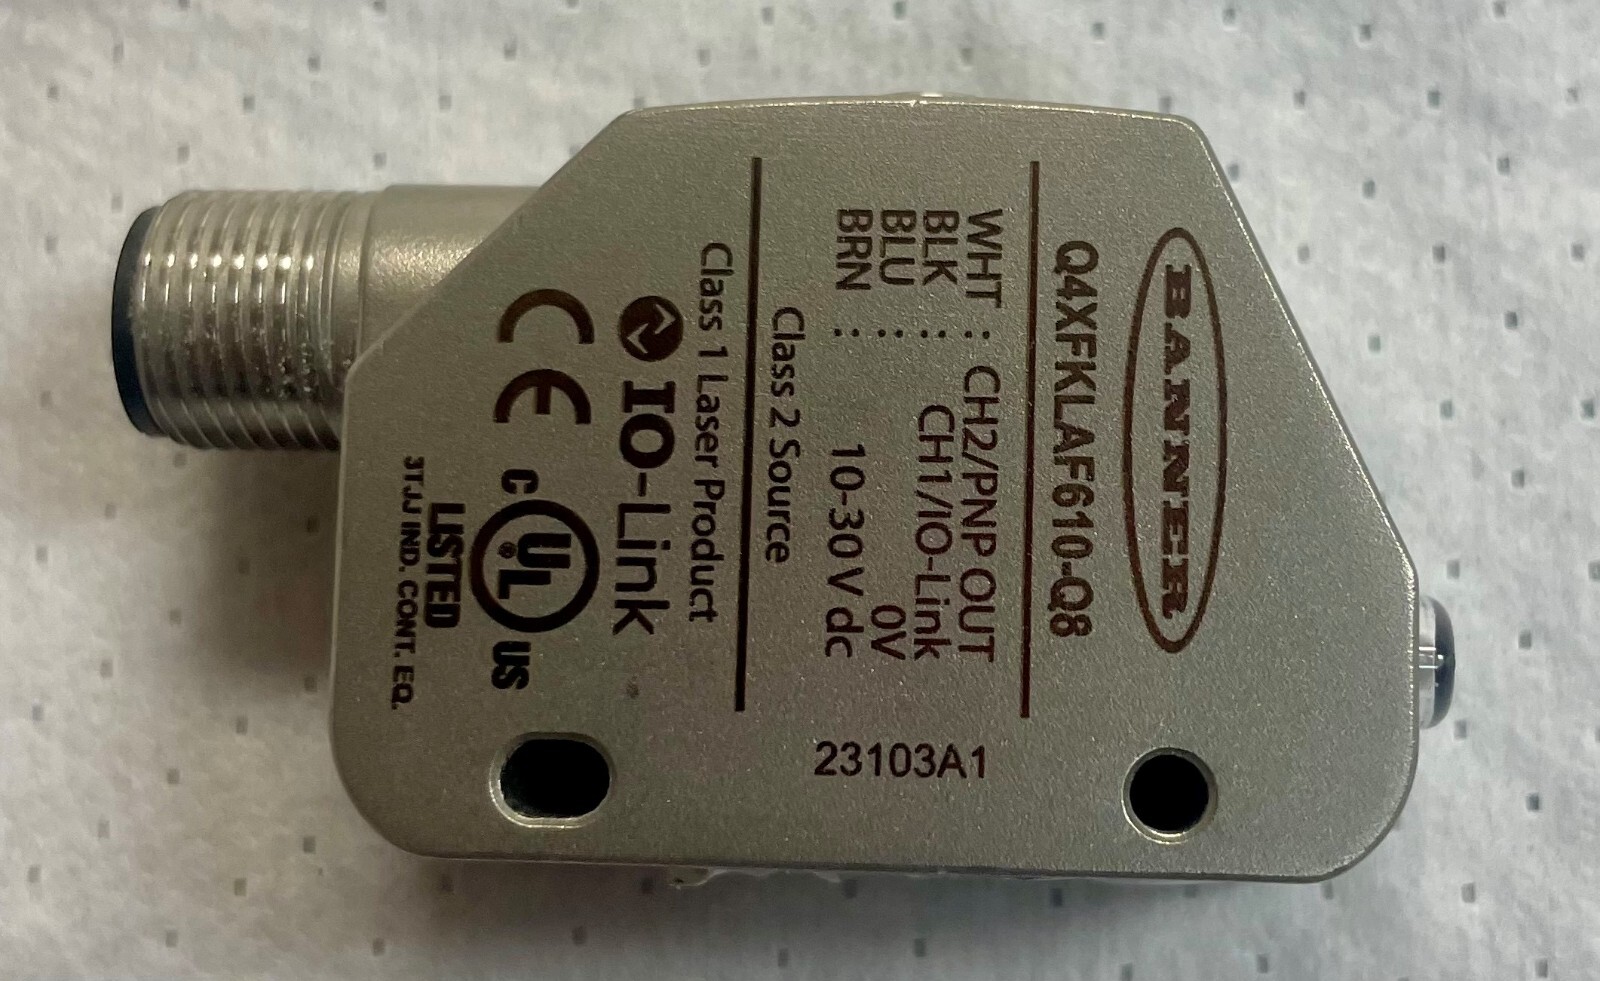 BANNER
Q4XFKLAF610-Q8
WHT : CH2/PNP OUT
BLK : CH1/IO-Link
BLU : 0V
BRN : 10-30 V dc
Class 2 Source
Class 1 Laser Product
IO-Link
CE C UL® US
LISTED
3TJJ IND. CONT. EQ.
23103A1